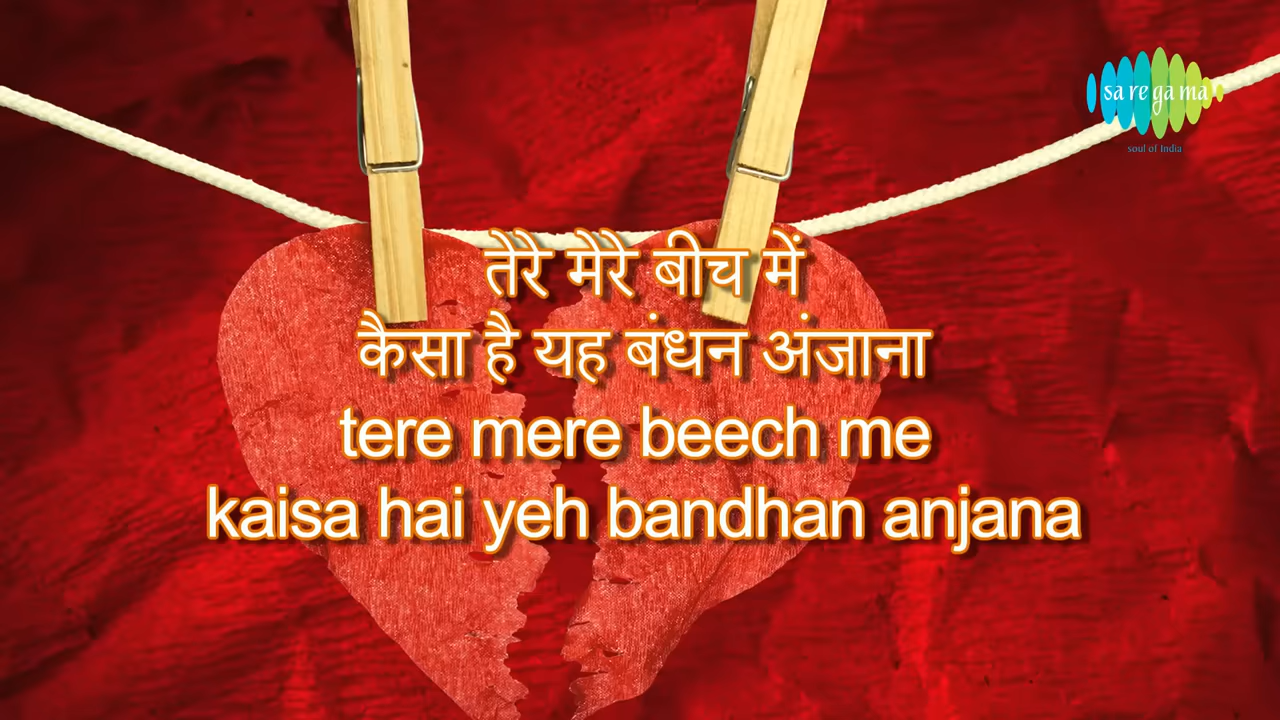 sa re ga ma
soul of India
तेरे मेरे बीच में
कैसा है यह बंधन अंजाना
tere mere beech me
kaisa hai yeh bandhan anjana